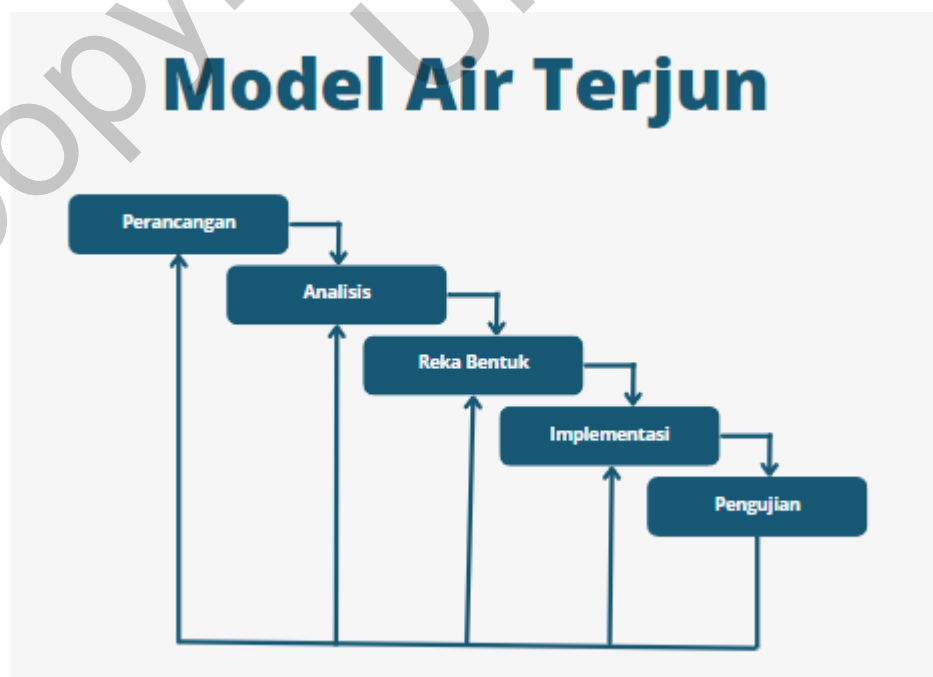 Model Air Terjun
Perancangan
Analisis
Reka Bentuk
Implementasi
Pengujian